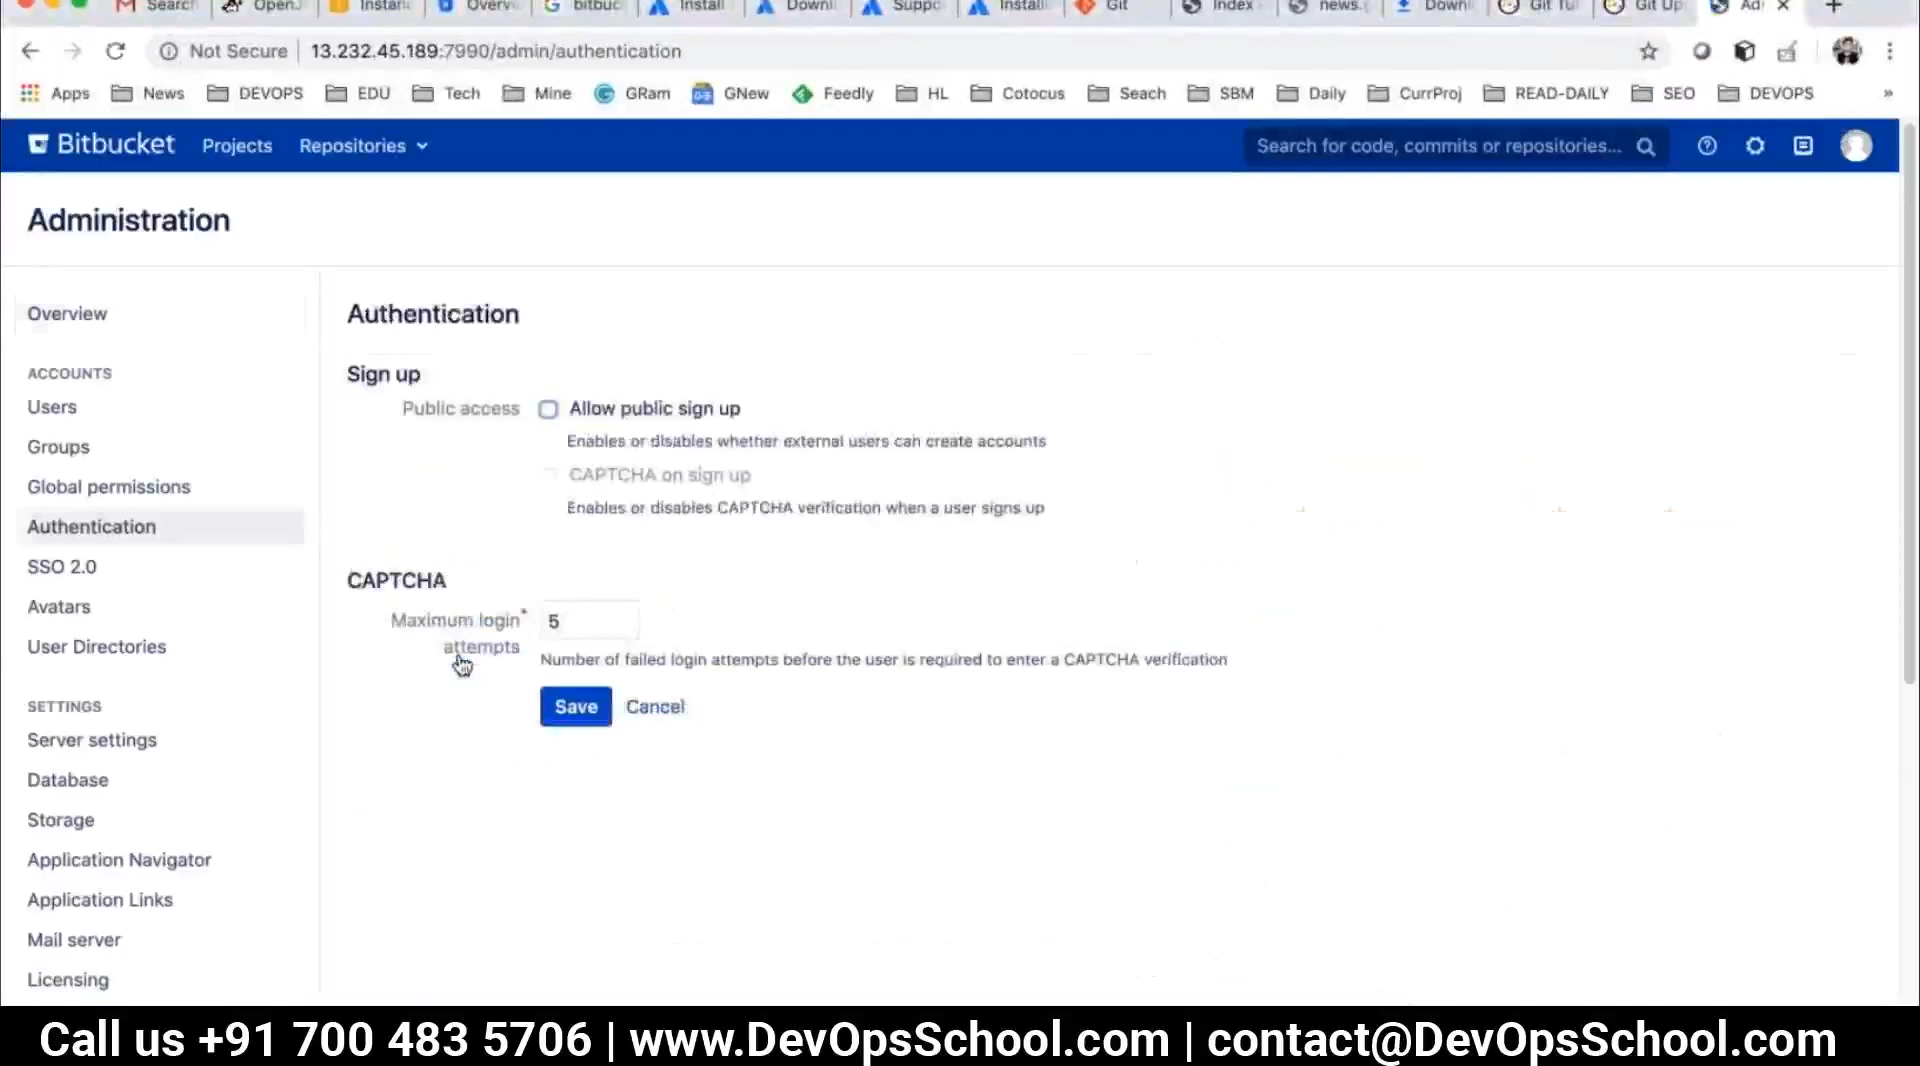 Search
Open.
Instan
Overv
bitbuc
Install
Downl
Suppo
Install
Git
Index
news.
Downl
Git Tu
Git Up
Ad
Not Secure | 13.232.45.189:7990/admin/authentication
Apps News DEVOPS EDU Tech Mine GRam GNew Feedly HL Cotocus Seach SBM Daily CurrProj READ-DAILY SEO DEVOPS »
Bitbucket Projects Repositories Search for code, commits or repositories...
Administration
Overview
ACCOUNTS
Users
Groups
Global permissions
Authentication
SSO 2.0
Avatars
User Directories
SETTINGS
Server settings
Database
Storage
Application Navigator
Application Links
Mail server
Licensing
Authentication
Sign up
Public access Allow public sign up
Enables or disables whether external users can create accounts
CAPTCHA on sign up
Enables or disables CAPTCHA verification when a user signs up
CAPTCHA
Maximum login* 5
attempts
Number of failed login attempts before the user is required to enter a CAPTCHA verification
Save Cancel
Call us +91 700 483 5706 | www.DevOpsSchool.com | contact@DevOpsSchool.com